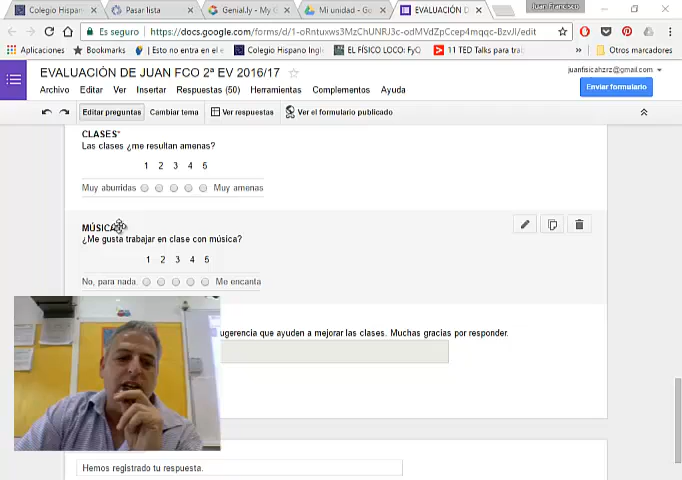 Juan Francisco
Colegio Hispan
Pasar lista
Genial.ly - My G
Mi unidad - Go
EVALUACIÓN D
Es seguro
https://docs.google.com/forms/d/1-oRntuxws3MzChUNRJ3c-odMVdZpCcep4mqqc-BzvJI/edit
Aplicaciones
Bookmarks
¡ Esto no entra en el e
Colegio Hispano Ingl
EL FÍSICO LOCO: FyQ
11 TED Talks para trab
»
Otros marcadores
EVALUACIÓN DE JUAN FCO 2ª EV 2016/17
juanfisicahzrz@gmail.com
Archivo Editar Ver Insertar Respuestas (50) Herramientas Complementos Ayuda
Enviar formulario
Editar preguntas
Cambiar tema
Ver respuestas
Ver el formulario publicado
CLASES*
Las clases ¿me resultan amenas?
1 2 3 4 5
Muy aburridas Muy amenas
MÚSICA
¿Me gusta trabajar en clase con música?
1 2 3 4 5
No, para nada. Me encanta
ugerencia que ayuden a mejorar las clases. Muchas gracias por responder.
Hemos registrado tu respuesta.